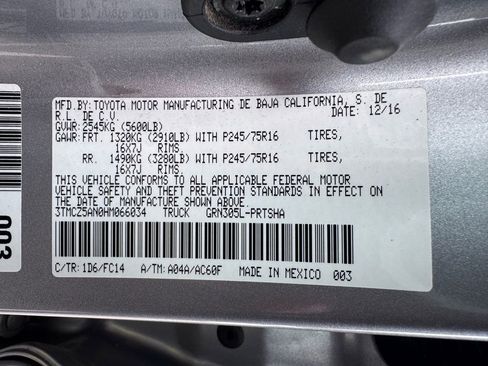 MFD.BY:TOYOTA MOTOR MANUFACTURING DE BAJA CALIFORNIA, S. DE
R.L. DE C.V. DATE: 12/16
GVWR:2545KG (5600LB)
GAWR:FRT. 1320KG (2910LB) WITH P245/75R16 TIRES,
16X7J RIMS.
RR. 1490KG (3280LB) WITH P245/75R16 TIRES,
16X7J RIMS.
THIS VEHICLE CONFORMS TO ALL APPLICABLE FEDERAL MOTOR
VEHICLE SAFETY AND THEFT PREVENTION STANDARDS IN EFFECT ON
THE DATE OF MANUFACTURE SHOWN ABOVE.
3TMCZ5AN0HM066034 TRUCK GRN305L-PRTSHA
C/TR:1D6/FC14 A/TM:A04A/AC60F MADE IN MEXICO 003
003